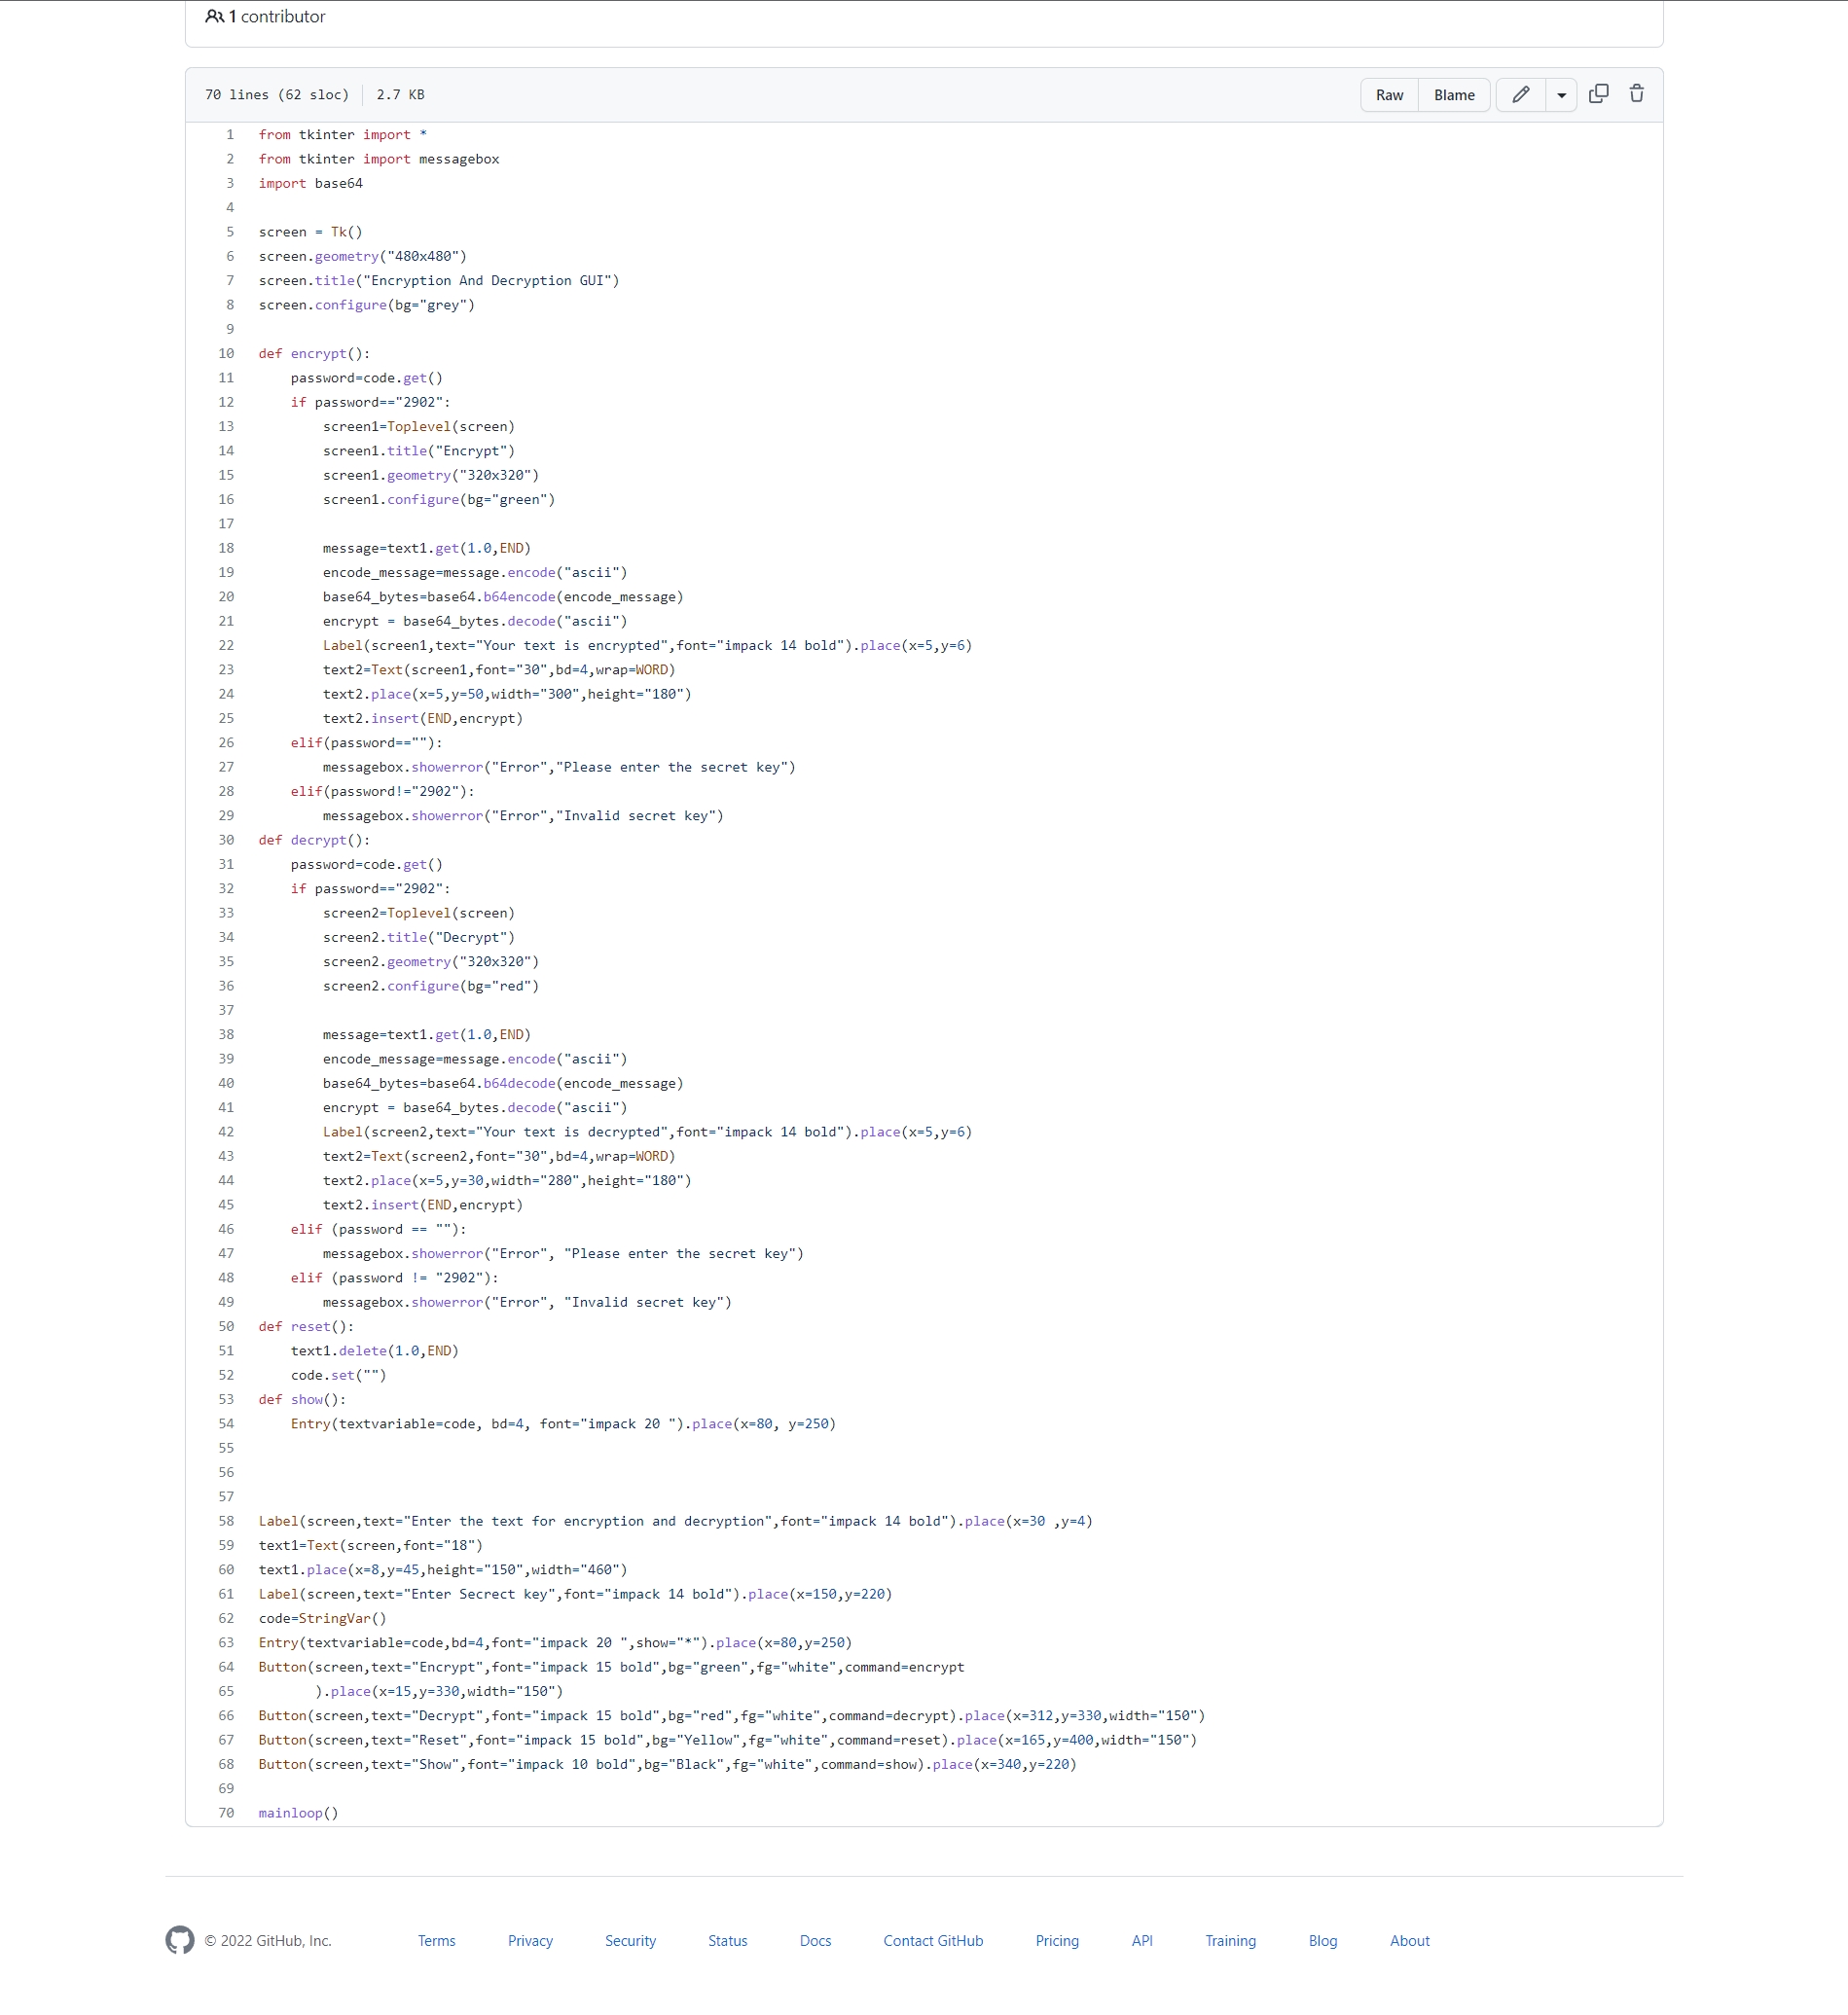 1 contributor
70 lines (62 sloc) 2.7 KB Raw Blame
1 from tkinter import *
2 from tkinter import messagebox
3 import base64
4
5 screen = Tk()
6 screen.geometry("480x480")
7 screen.title("Encryption And Decryption GUI")
8 screen.configure(bg="grey")
9
10 def encrypt():
11     password=code.get()
12     if password=="2902":
13         screen1=Toplevel(screen)
14         screen1.title("Encrypt")
15         screen1.geometry("320x320")
16         screen1.configure(bg="green")
17
18         message=text1.get(1.0,END)
19         encode_message=message.encode("ascii")
20         base64_bytes=base64.b64encode(encode_message)
21         encrypt = base64_bytes.decode("ascii")
22         Label(screen1,text="Your text is encrypted",font="impack 14 bold").place(x=5,y=6)
23         text2=Text(screen1,font="30",bd=4,wrap=WORD)
24         text2.place(x=5,y=50,width="300",height="180")
25         text2.insert(END,encrypt)
26     elif(password==""):
27         messagebox.showerror("Error","Please enter the secret key")
28     elif(password!="2902"):
29         messagebox.showerror("Error","Invalid secret key")
30 def decrypt():
31     password=code.get()
32     if password=="2902":
33         screen2=Toplevel(screen)
34         screen2.title("Decrypt")
35         screen2.geometry("320x320")
36         screen2.configure(bg="red")
37
38         message=text1.get(1.0,END)
39         encode_message=message.encode("ascii")
40         base64_bytes=base64.b64decode(encode_message)
41         encrypt = base64_bytes.decode("ascii")
42         Label(screen2,text="Your text is decrypted",font="impack 14 bold").place(x=5,y=6)
43         text2=Text(screen2,font="30",bd=4,wrap=WORD)
44         text2.place(x=5,y=30,width="280",height="180")
45         text2.insert(END,encrypt)
46     elif (password == ""):
47         messagebox.showerror("Error", "Please enter the secret key")
48     elif (password != "2902"):
49         messagebox.showerror("Error", "Invalid secret key")
50 def reset():
51     text1.delete(1.0,END)
52     code.set("")
53 def show():
54     Entry(textvariable=code, bd=4, font="impack 20 ").place(x=80, y=250)
55
56
57
58 Label(screen,text="Enter the text for encryption and decryption",font="impack 14 bold").place(x=30 ,y=4)
59 text1=Text(screen,font="18")
60 text1.place(x=8,y=45,height="150",width="460")
61 Label(screen,text="Enter Secrect key",font="impack 14 bold").place(x=150,y=220)
62 code=StringVar()
63 Entry(textvariable=code,bd=4,font="impack 20 ",show="*").place(x=80,y=250)
64 Button(screen,text="Encrypt",font="impack 15 bold",bg="green",fg="white",command=encrypt
65        ).place(x=15,y=330,width="150")
66 Button(screen,text="Decrypt",font="impack 15 bold",bg="red",fg="white",command=decrypt).place(x=312,y=330,width="150")
67 Button(screen,text="Reset",font="impack 15 bold",bg="Yellow",fg="white",command=reset).place(x=165,y=400,width="150")
68 Button(screen,text="Show",font="impack 10 bold",bg="Black",fg="white",command=show).place(x=340,y=220)
69
70 mainloop()
© 2022 GitHub, Inc. Terms Privacy Security Status Docs Contact GitHub Pricing API Training Blog About